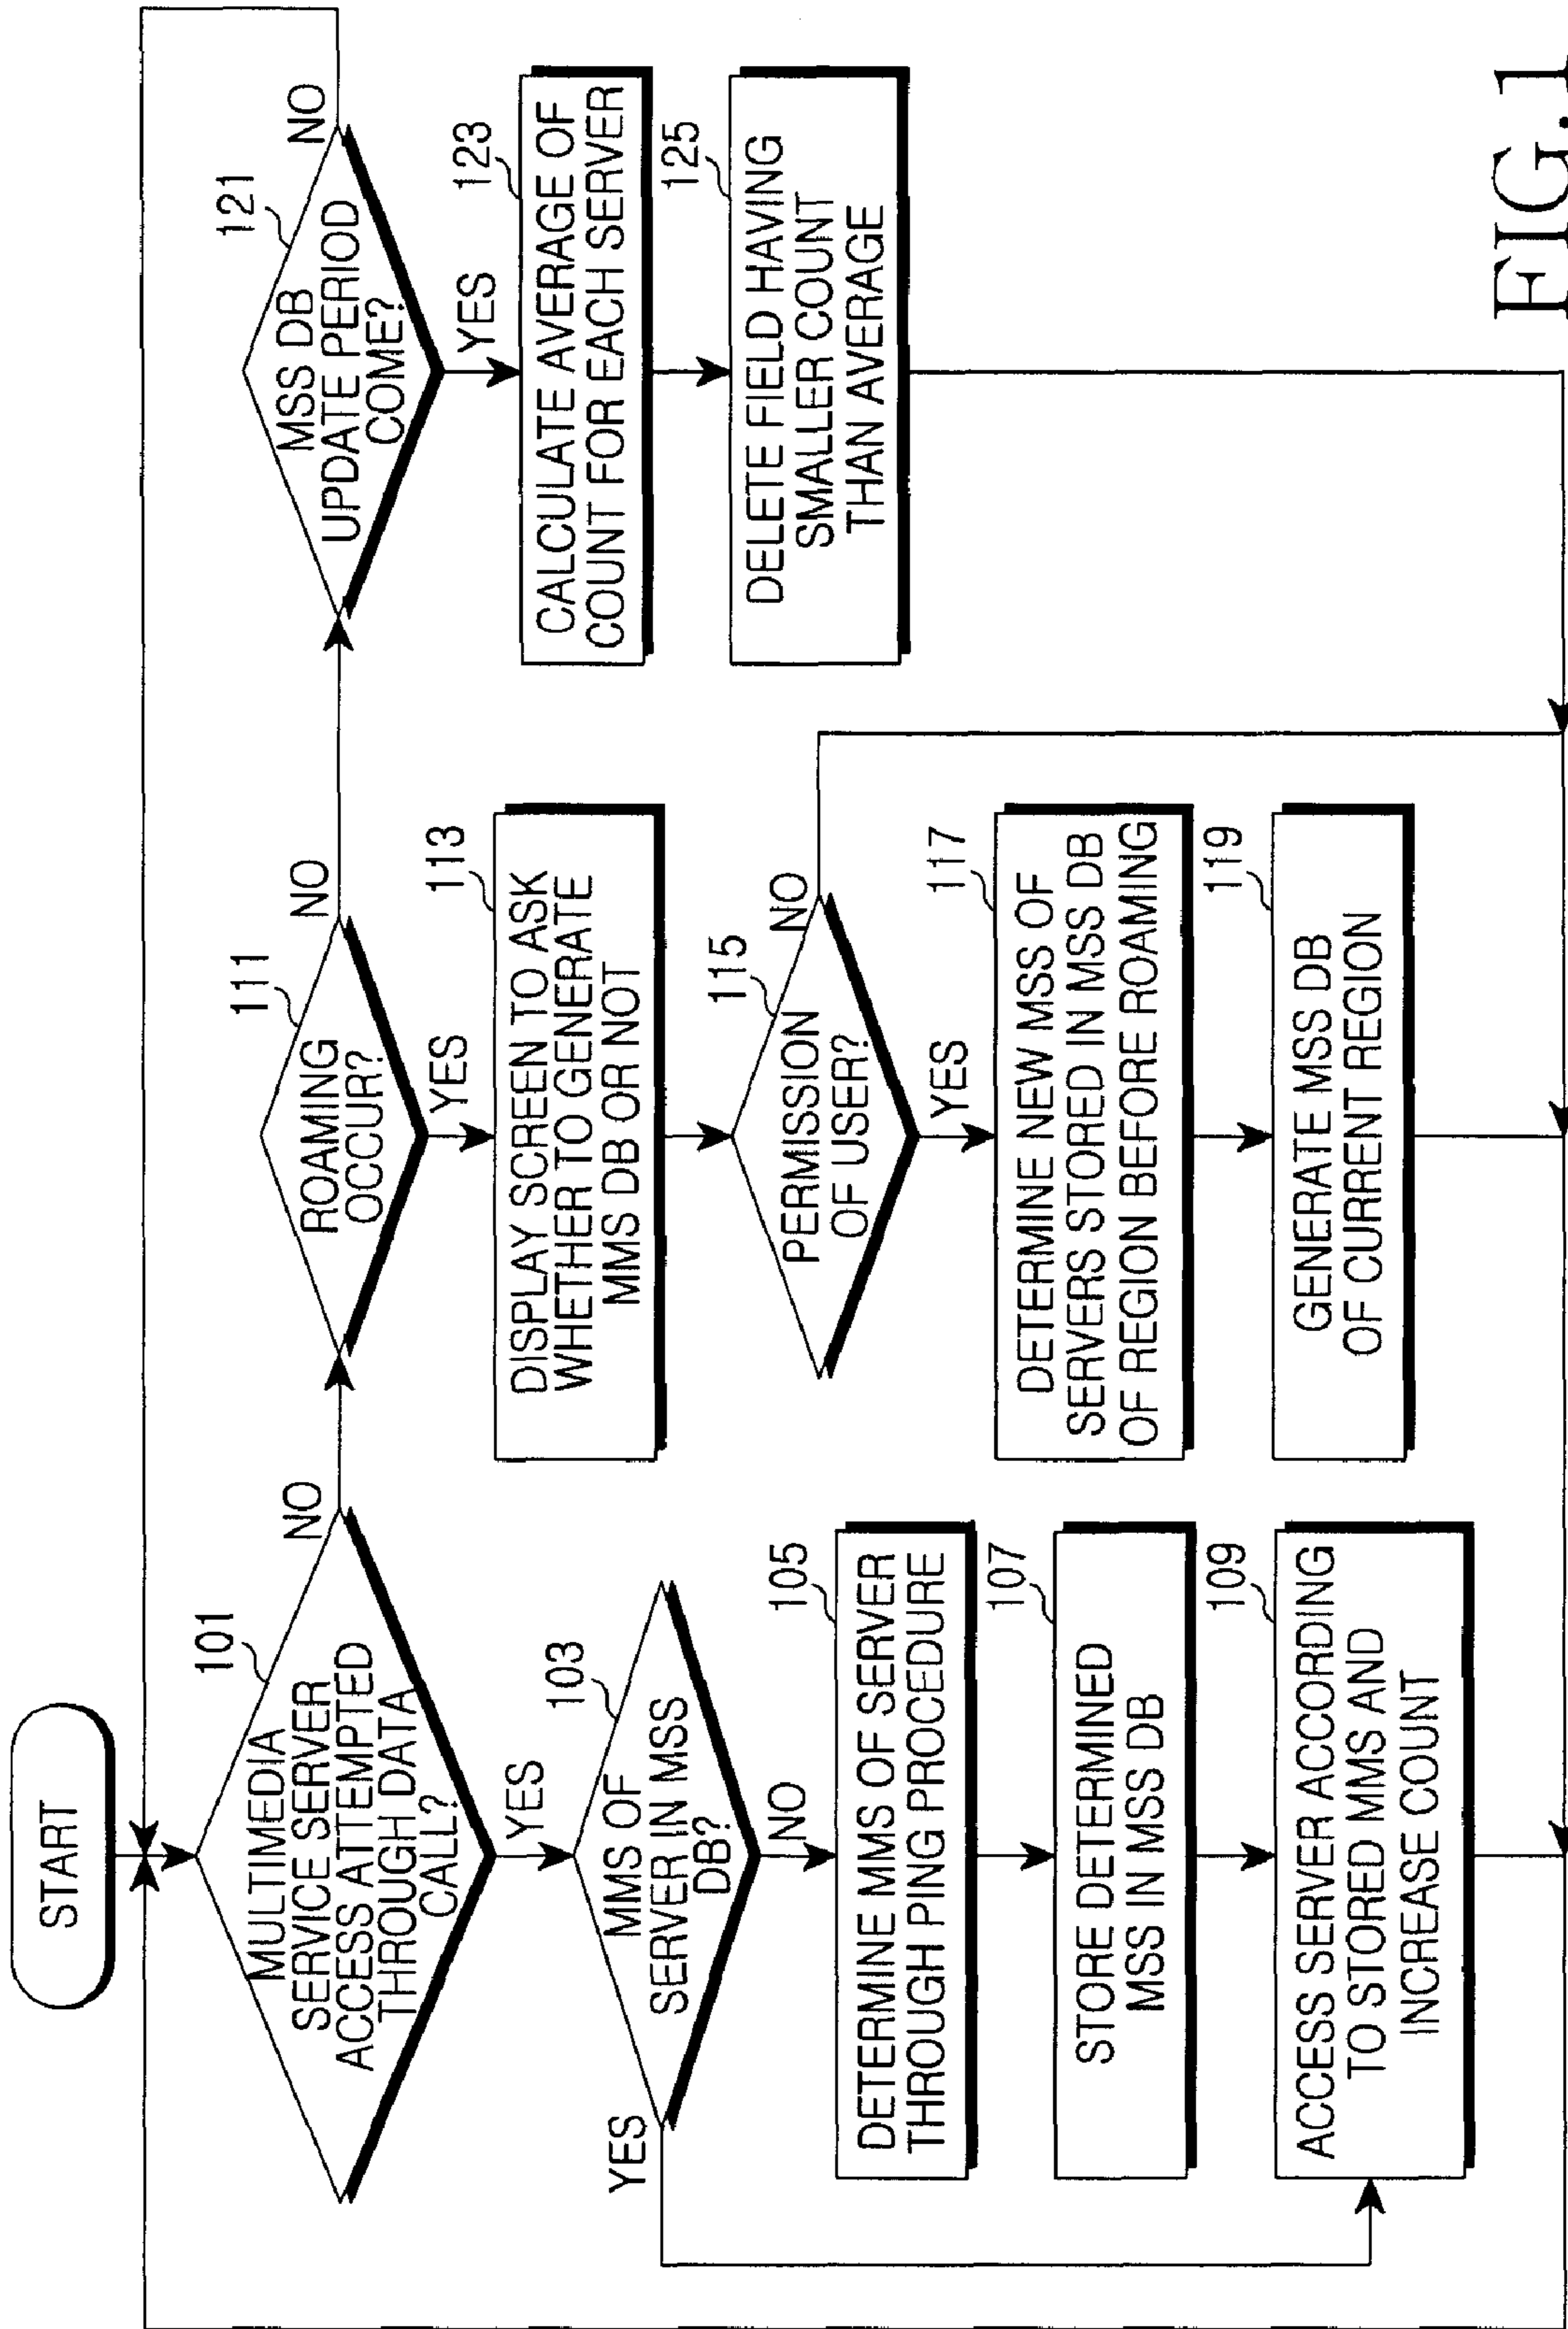 START
101
MULTIMEDIA
SERVICE SERVER
ACCESS ATTEMPTED
THROUGH DATA
CALL?
NO
YES
103
MMS OF
SERVER IN MSS
DB?
YES
NO
105
DETERMINE MMS OF SERVER
THROUGH PING PROCEDURE
107
STORE DETERMINED
MSS IN MSS DB
109
ACCESS SERVER ACCORDING
TO STORED MMS AND
INCREASE COUNT
111
ROAMING
OCCUR?
NO
YES
113
DISPLAY SCREEN TO ASK
WHETHER TO GENERATE
MMS DB OR NOT
115
PERMISSION
OF USER?
NO
YES
117
DETERMINE NEW MSS OF
SERVERS STORED IN MSS DB
OF REGION BEFORE ROAMING
119
GENERATE MSS DB
OF CURRENT REGION
121
MSS DB
UPDATE PERIOD
COME?
NO
YES
123
CALCULATE AVERAGE OF
COUNT FOR EACH SERVER
125
DELETE FIELD HAVING
SMALLER COUNT
THAN AVERAGE
FIG.1